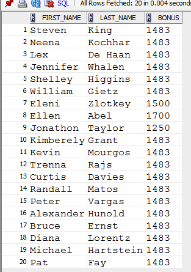 SQL | All Rows Fetched: 20 in 0.004 seconds
FIRST_NAME LAST_NAME BONUS
1 Steven King 1483
2 Neena Kochhar 1483
3 Lex De Haan 1483
4 Jennifer Whalen 1483
5 Shelley Higgins 1483
6 William Gietz 1483
7 Eleni Zlotkey 1500
8 Ellen Abel 1700
9 Jonathon Taylor 1250
10 Kimberely Grant 1483
11 Kevin Mourgos 1483
12 Trenna Rajs 1483
13 Curtis Davies 1483
14 Randall Matos 1483
15 Peter Vargas 1483
16 Alexander Hunold 1483
17 Bruce Ernst 1483
18 Diana Lorentz 1483
19 Michael Hartstein 1483
20 Pat Fay 1483